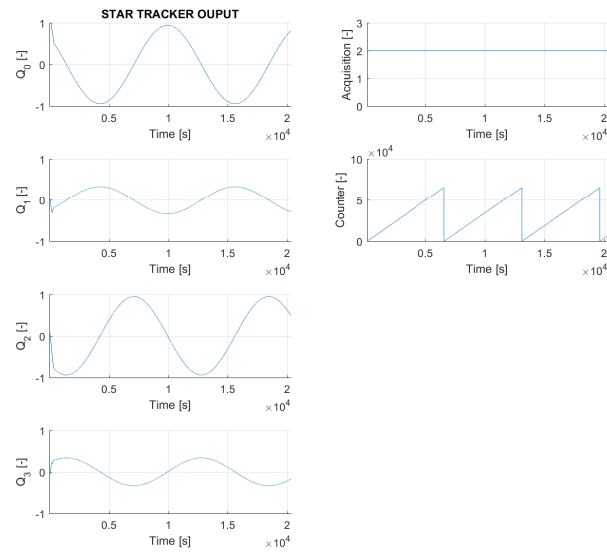 STAR TRACKER OUPUT
1
0
-1
Q0 [-]
0.5 1 1.5 2
Time [s]
×10^4
1
0
-1
Q1 [-]
0.5 1 1.5 2
Time [s]
×10^4
1
0
-1
Q2 [-]
0.5 1 1.5 2
Time [s]
×10^4
1
0
-1
Q3 [-]
0.5 1 1.5 2
Time [s]
×10^4
3
2
1
0
Acquisition [-]
0.5 1 1.5 2
Time [s]
×10^4
×10^4
10
5
0
Counter [-]
0.5 1 1.5 2
Time [s]
×10^4